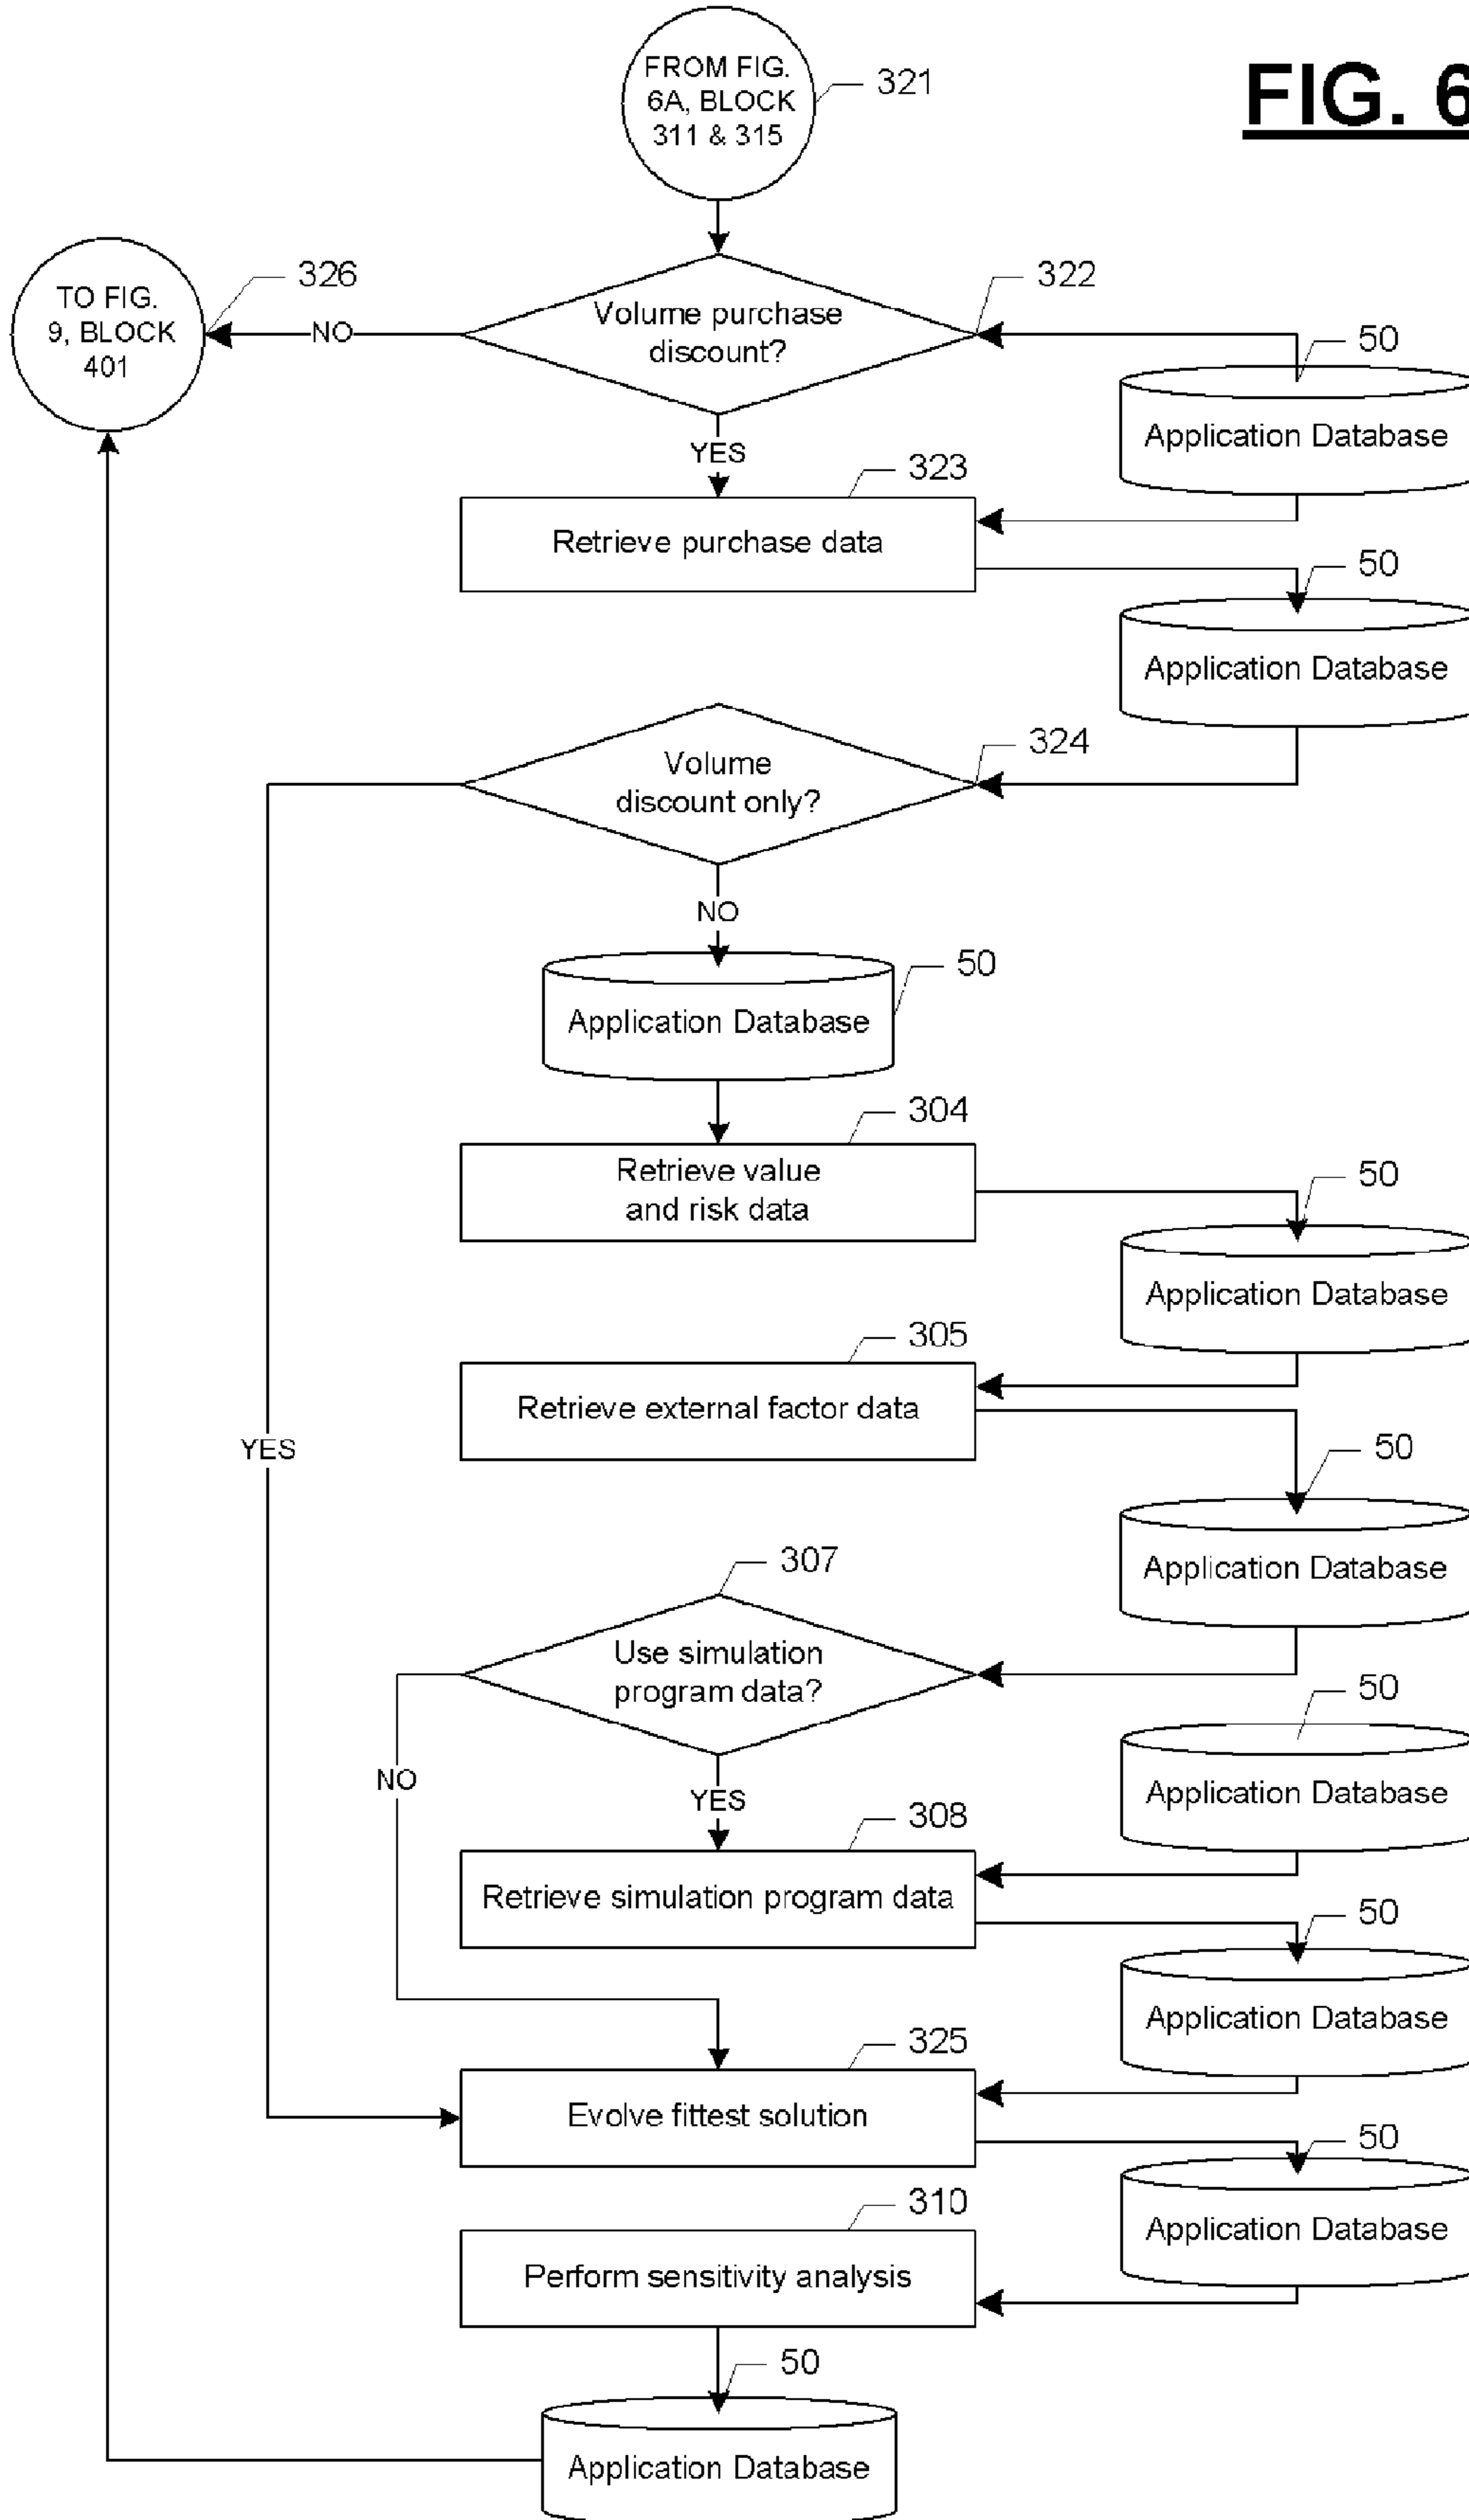 FROM FIG.
6A, BLOCK
311 & 315
321
FIG. 6
TO FIG.
9, BLOCK
401
326
NO
Volume purchase
discount?
322
50
Application Database
YES
323
Retrieve purchase data
50
Application Database
Volume
discount only?
324
NO
50
Application Database
304
Retrieve value
and risk data
50
Application Database
305
Retrieve external factor data
YES
50
Application Database
307
Use simulation
program data?
NO
50
Application Database
YES
308
Retrieve simulation program data
50
Application Database
325
Evolve fittest solution
50
Application Database
310
Perform sensitivity analysis
50
Application Database